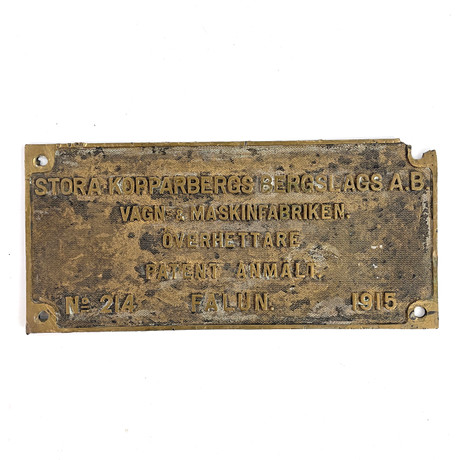 STORA KOPPARBERGS BERGSLAGS A.B.
VAGN- & MASKINFABRIKEN.
ÖVERHETTARE
PATENT ANMÄLT.
No 214 FALUN. 1915